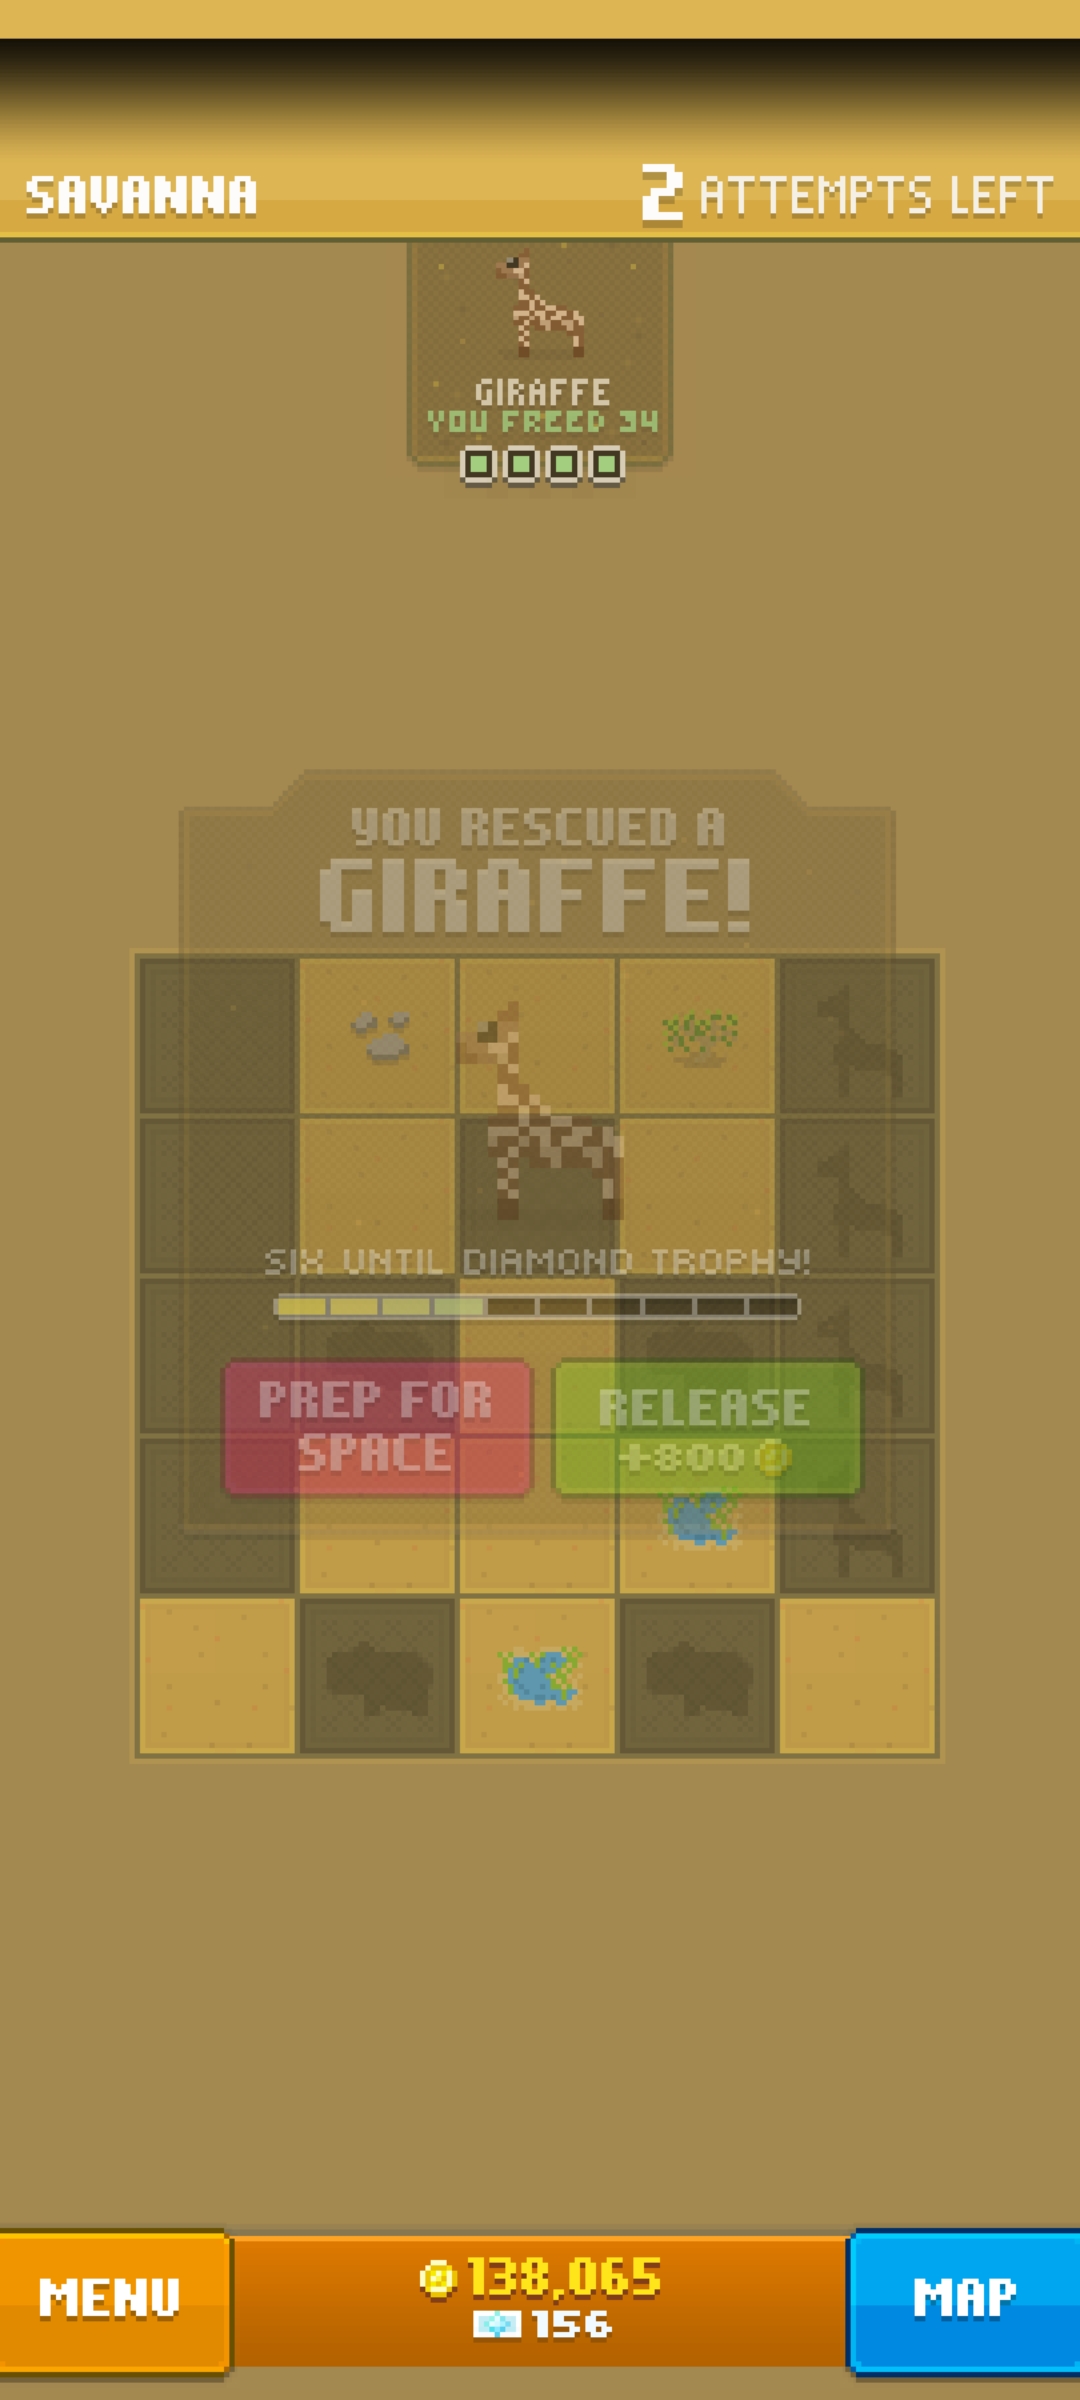 SAVANNA
2 ATTEMPTS LEFT
GIRAFFE
YOU FREED 34
YOU RESCUED A
GIRAFFE!
SIX UNTIL DIAMOND TROPHY!
PREP FOR
SPACE
RELEASE
+800
MENU
138,065
156
MAP